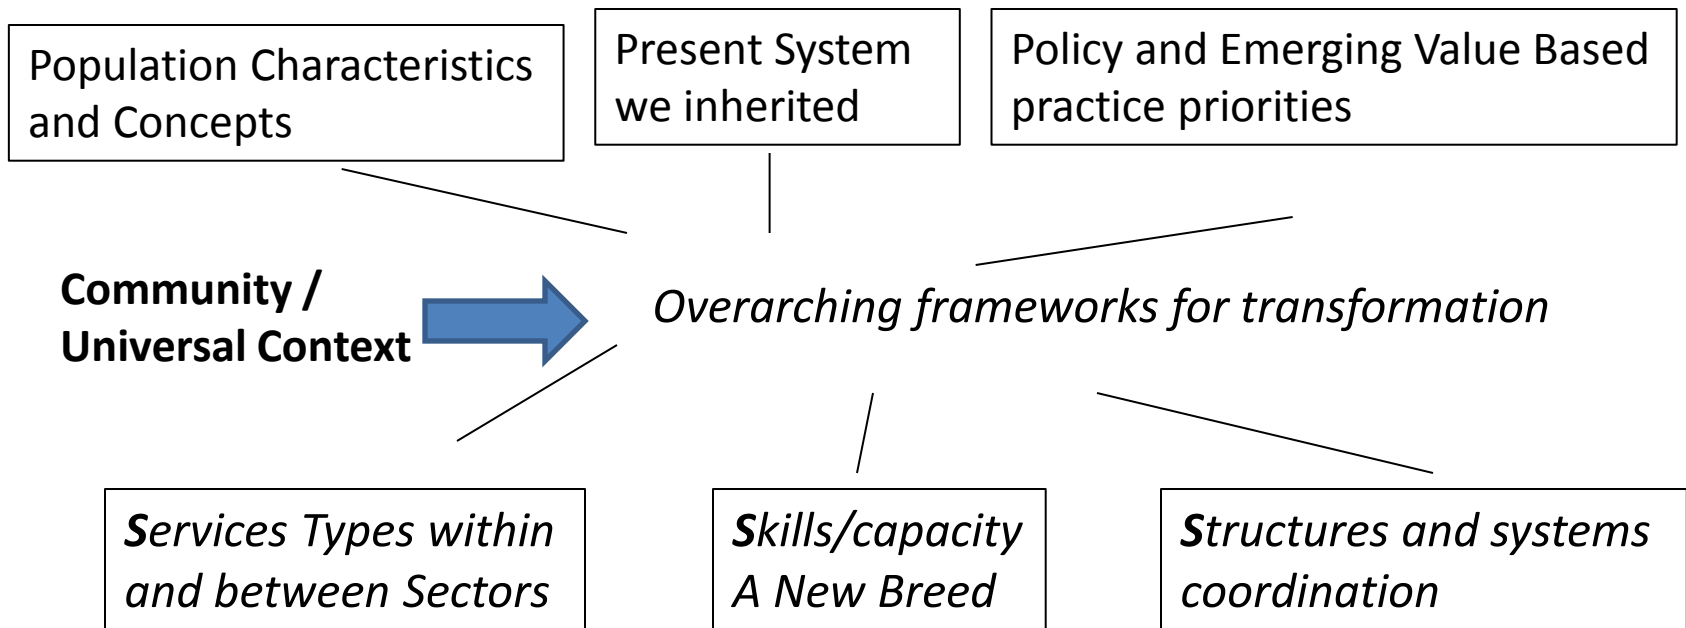 Population Characteristics
and Concepts
Present System
we inherited
Policy and Emerging Value Based
practice priorities
Community /
Universal Context
Overarching frameworks for transformation
Services Types within
and between Sectors
Skills/capacity
A New Breed
Structures and systems
coordination